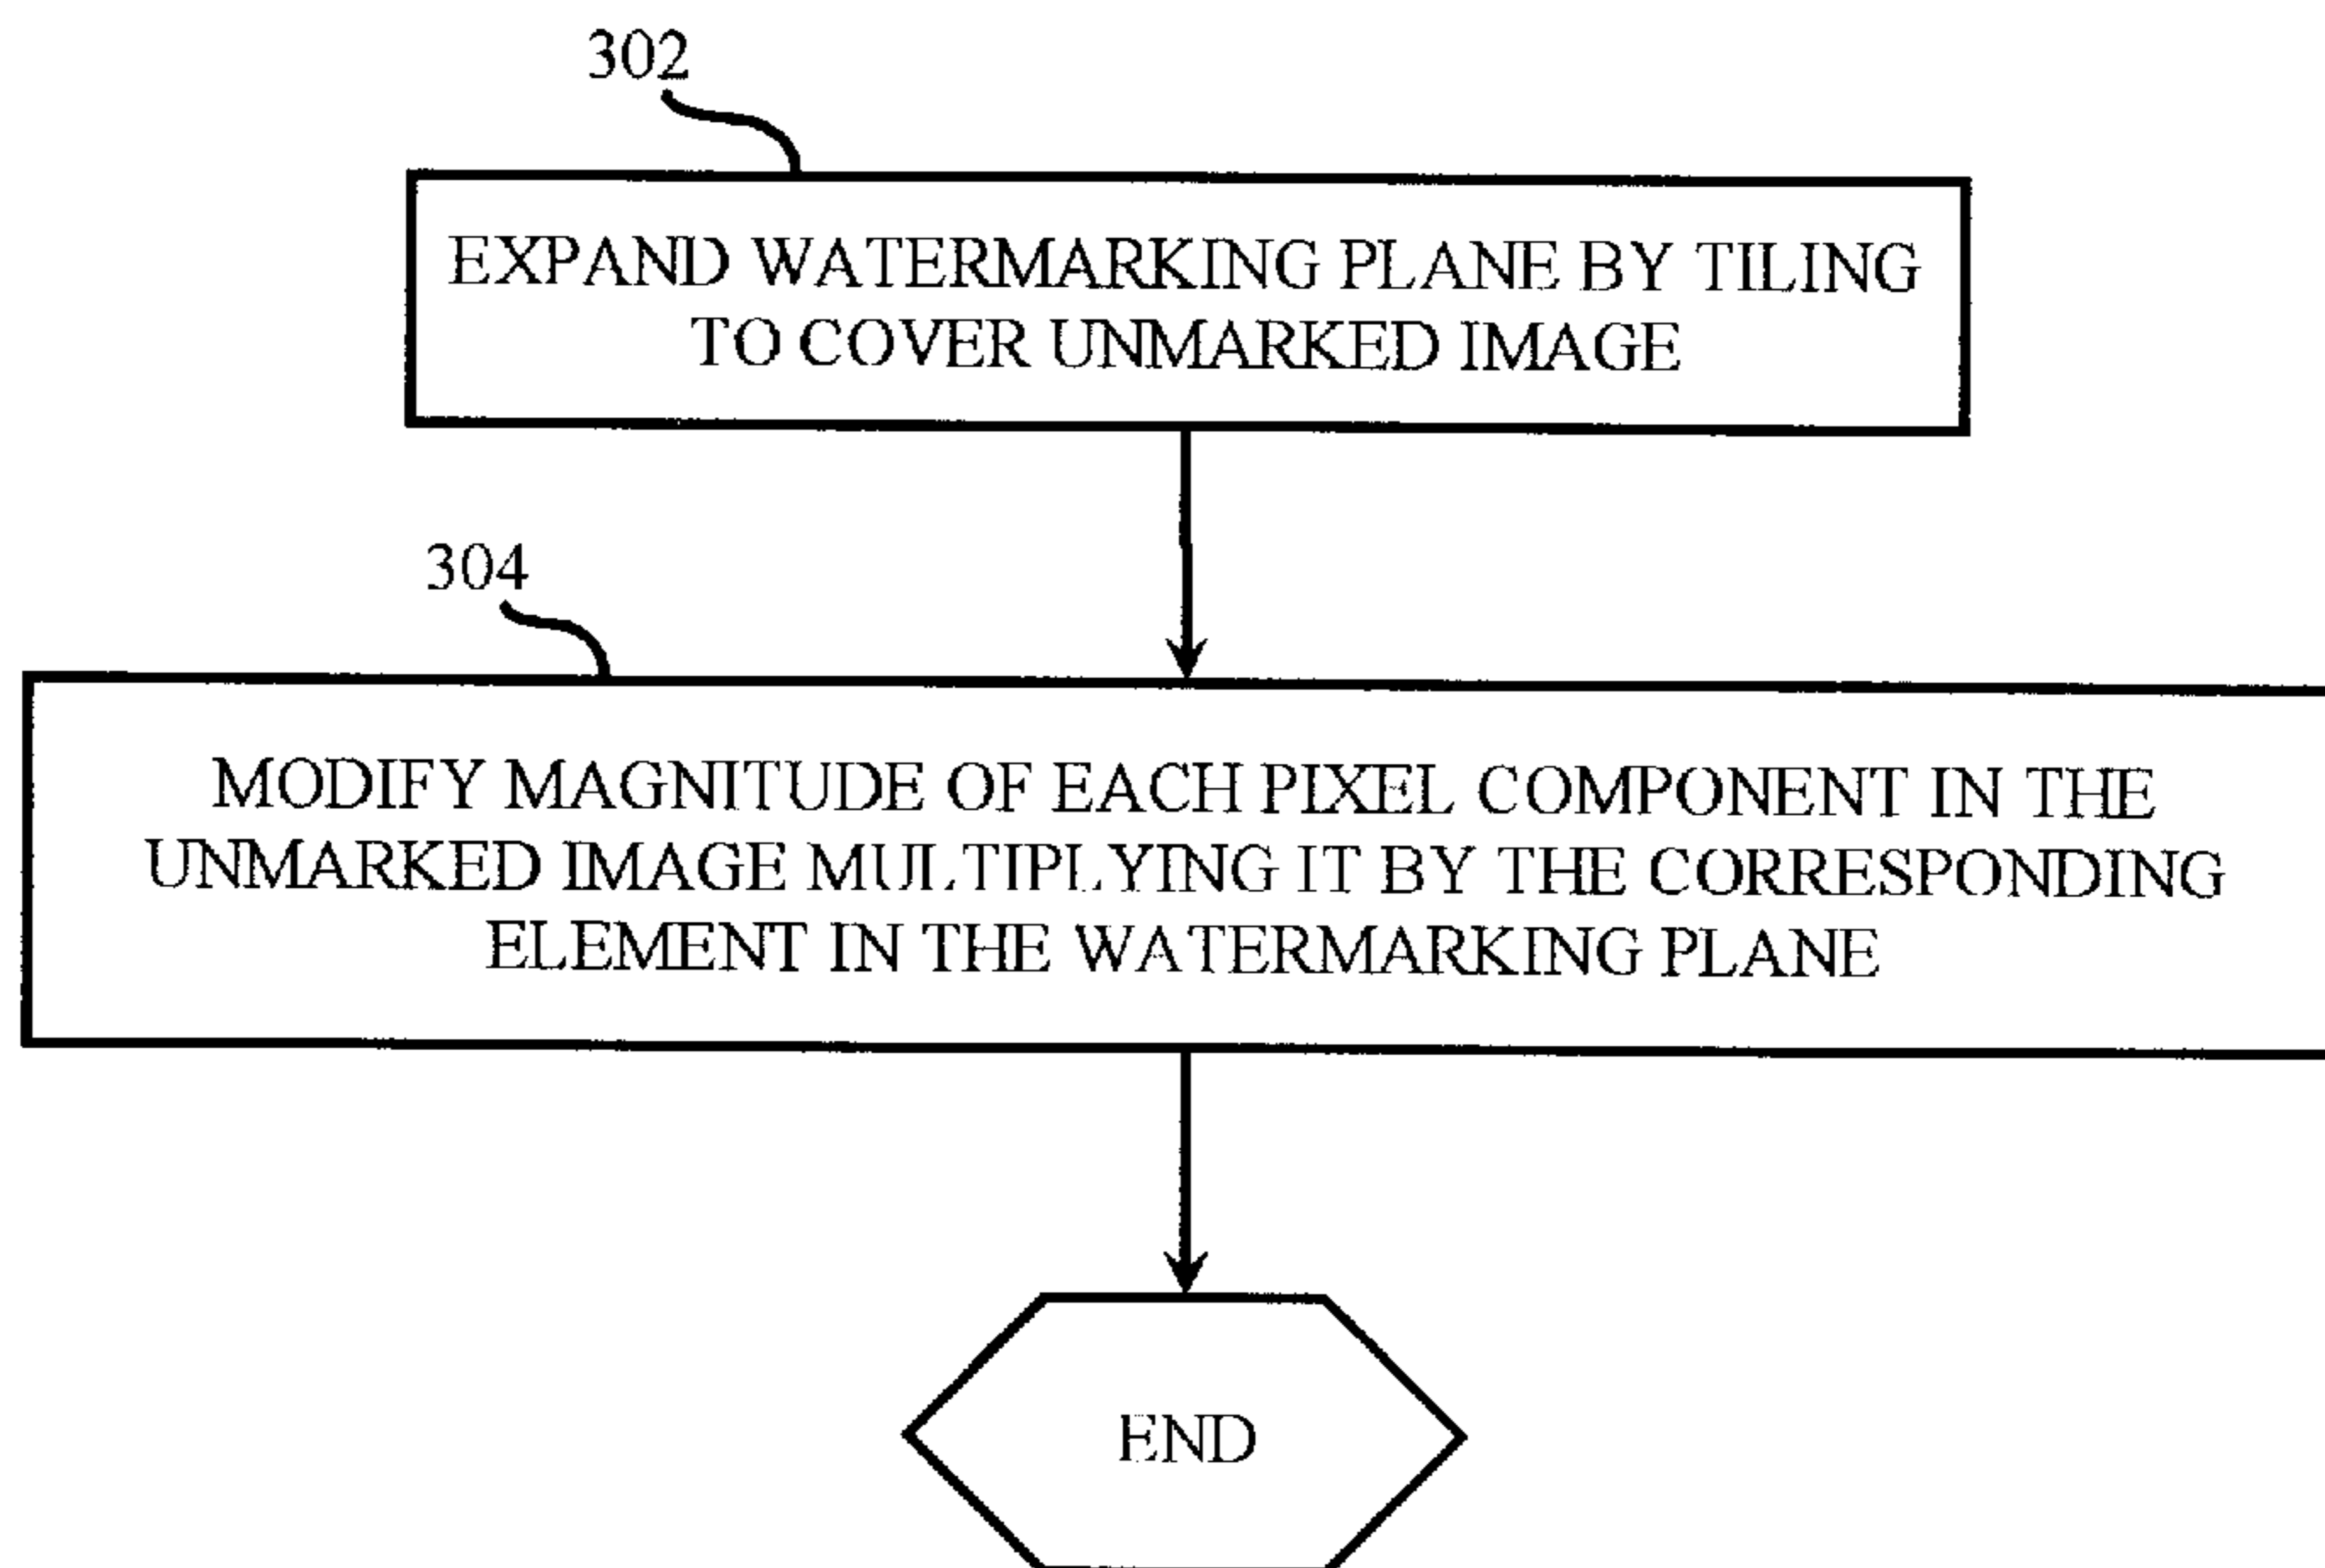 302
EXPAND WATERMARKING PLANE BY TILING
TO COVER UNMARKED IMAGE
304
MODIFY MAGNITUDE OF EACH PIXEL COMPONENT IN THE
UNMARKED IMAGE MULTIPLYING IT BY THE CORRESPONDING
ELEMENT IN THE WATERMARKING PLANE
END